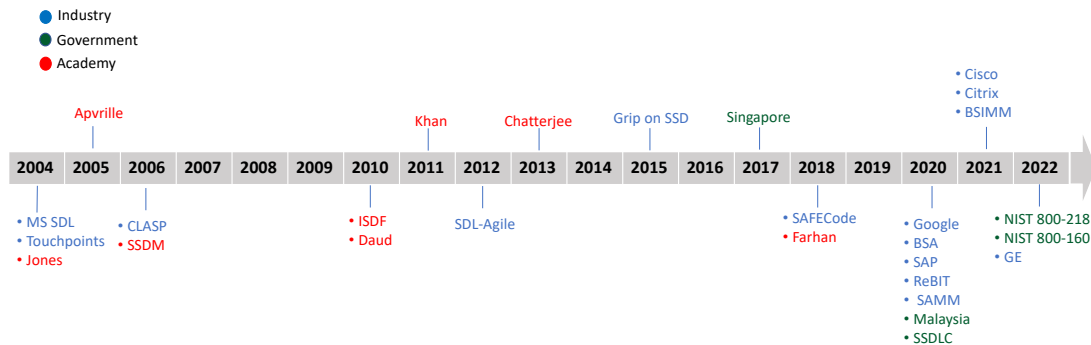 Industry
Government
Academy
• Cisco
• Citrix
• BSIMM
Apvrille
Khan
Chatterjee
Grip on SSD
Singapore
2004 2005 2006 2007 2008 2009 2010 2011 2012 2013 2014 2015 2016 2017 2018 2019 2020 2021 2022
• MS SDL
• Touchpoints
• Jones
• CLASP
• SSDM
• ISDF
• Daud
SDL-Agile
• SAFECode
• Farhan
• Google
• BSA
• SAP
• ReBIT
• SAMM
• Malaysia
• SSDLC
• NIST 800-218
• NIST 800-160
• GE